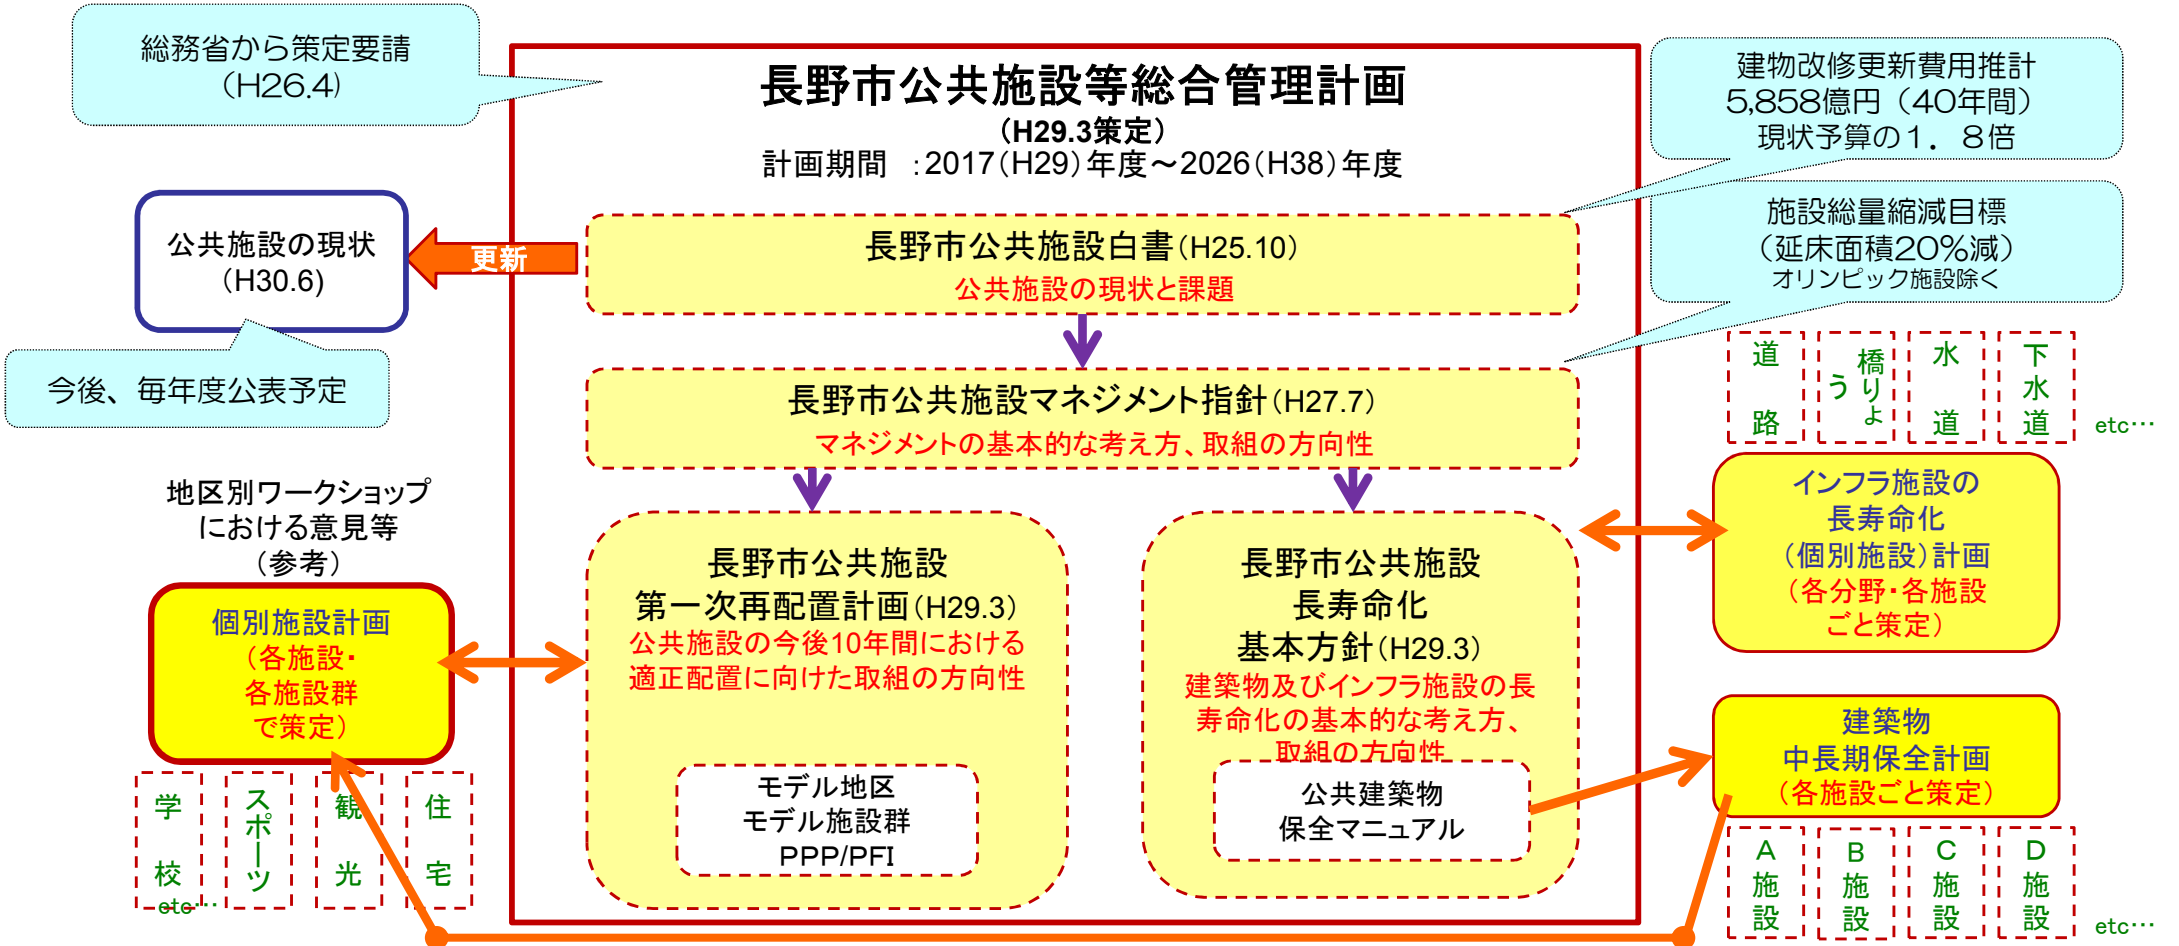 総務省から策定要請
（H26.4)
長野市公共施設等総合管理計画
（H29.3策定）
計画期間　：2017（H29）年度～2026（H38）年度
建物改修更新費用推計
5,858億円（40年間）
現状予算の１．８倍
施設総量縮減目標
（延床面積20％減）
オリンピック施設除く
公共施設の現状
（H30.6)
更新
今後、毎年度公表予定
長野市公共施設白書（H25.10）
公共施設の現状と課題
長野市公共施設マネジメント指針（H27.7）
マネジメントの基本的な考え方、取組の方向性
道路
橋りょう
水道
下水道
etc…
地区別ワークショップ
における意見等
（参考）
個別施設計画
（各施設・
各施設群
で策定）
学校
スポーツ
観光
住宅
etc…
長野市公共施設
第一次再配置計画（H29.3）
公共施設の今後10年間における
適正配置に向けた取組の方向性
モデル地区
モデル施設群
PPP/PFI
長野市公共施設
長寿命化
基本方針（H29.3）
建築物及びインフラ施設の長
寿命化の基本的な考え方、
取組の方向性
公共建築物
保全マニュアル
インフラ施設の
長寿命化
（個別施設）計画
（各分野・各施設
ごと策定）
建築物
中長期保全計画
（各施設ごと策定）
A施設
B施設
C施設
D施設
etc…